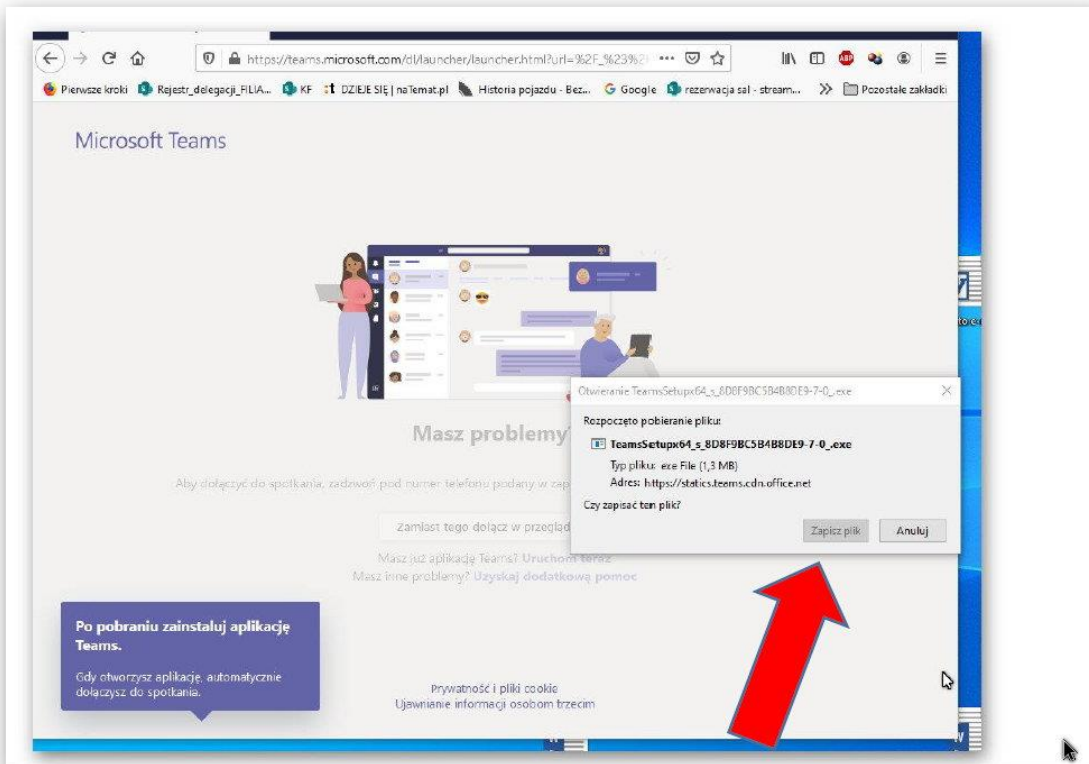 https://teams.microsoft.com/dl/launcher/launcher.html?url=%2F_%23%2
Pierwsze kroki Rejestr_delegacji_FILIA... KF DZIEJE SIĘ | naTemat.pl Historia pojazdu - Bez... Google rezerwacja sal - stream... Pozostałe zakładki
Microsoft Teams
Otwieranie TeamsSetupx64_s_8D8F9BC5B4B8DE9-7-0_.exe
Rozpoczęto pobieranie pliku:
TeamsSetupx64_s_8D8F9BC5B4B8DE9-7-0_.exe
Typ pliku: exe File (1,3 MB)
Adres: https://statics.teams.cdn.office.net
Czy zapisać ten plik?
Zapisz plik Anuluj
Masz problemy?
Aby dołączyć do spotkania, zadzwoń pod numer telefonu podany w zap
Zamiast tego dołącz w przegląd
Masz już aplikację Teams? Uruchom teraz
Masz inne problemy? Uzyskaj dodatkową pomoc
Po pobraniu zainstaluj aplikację
Teams.
Gdy otworzysz aplikację, automatycznie
dołączysz do spotkania.
Prywatność i pliki cookie
Ujawnianie informacji osobom trzecim